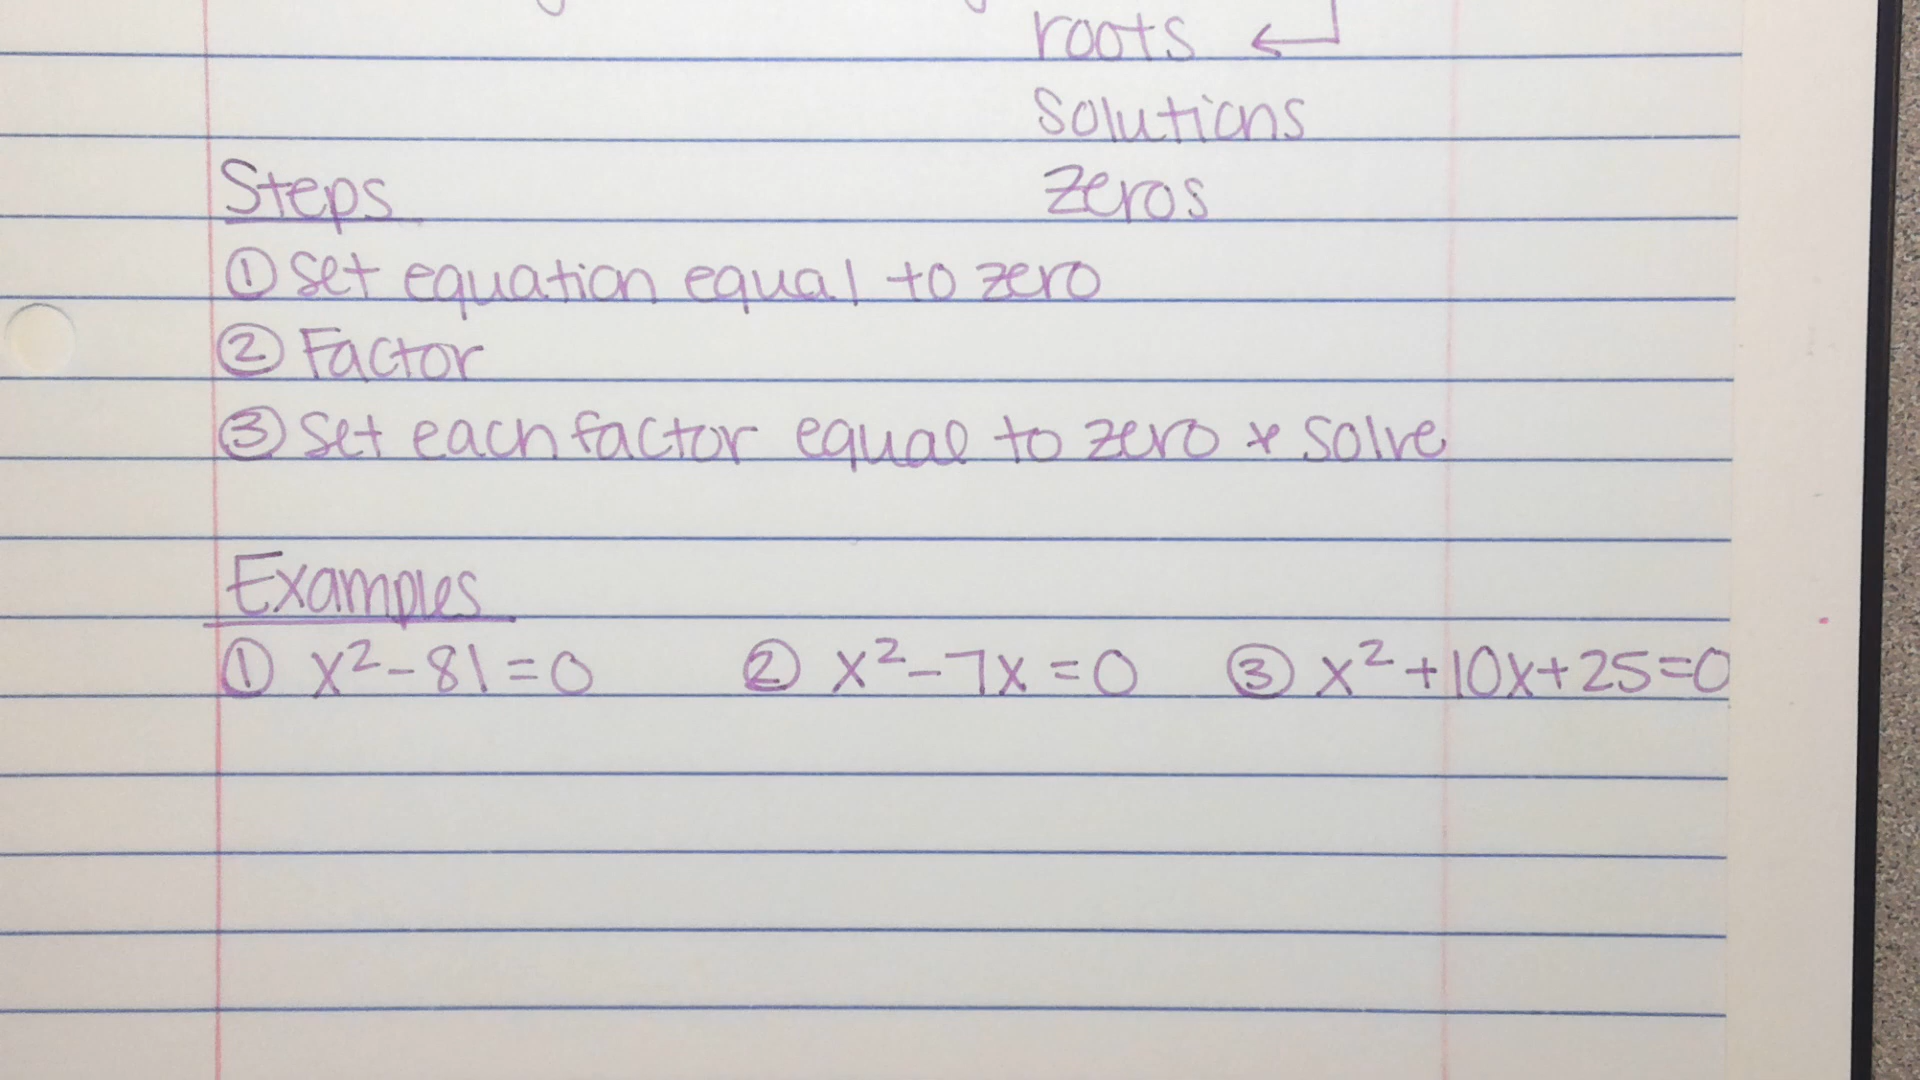 roots ←
solutions
Steps zeros
① Set equation equal to zero
② Factor
③ Set each factor equal to zero & solve
Examples
① x²-81=0 ② x²-7x=0 ③ x²+10x+25=0